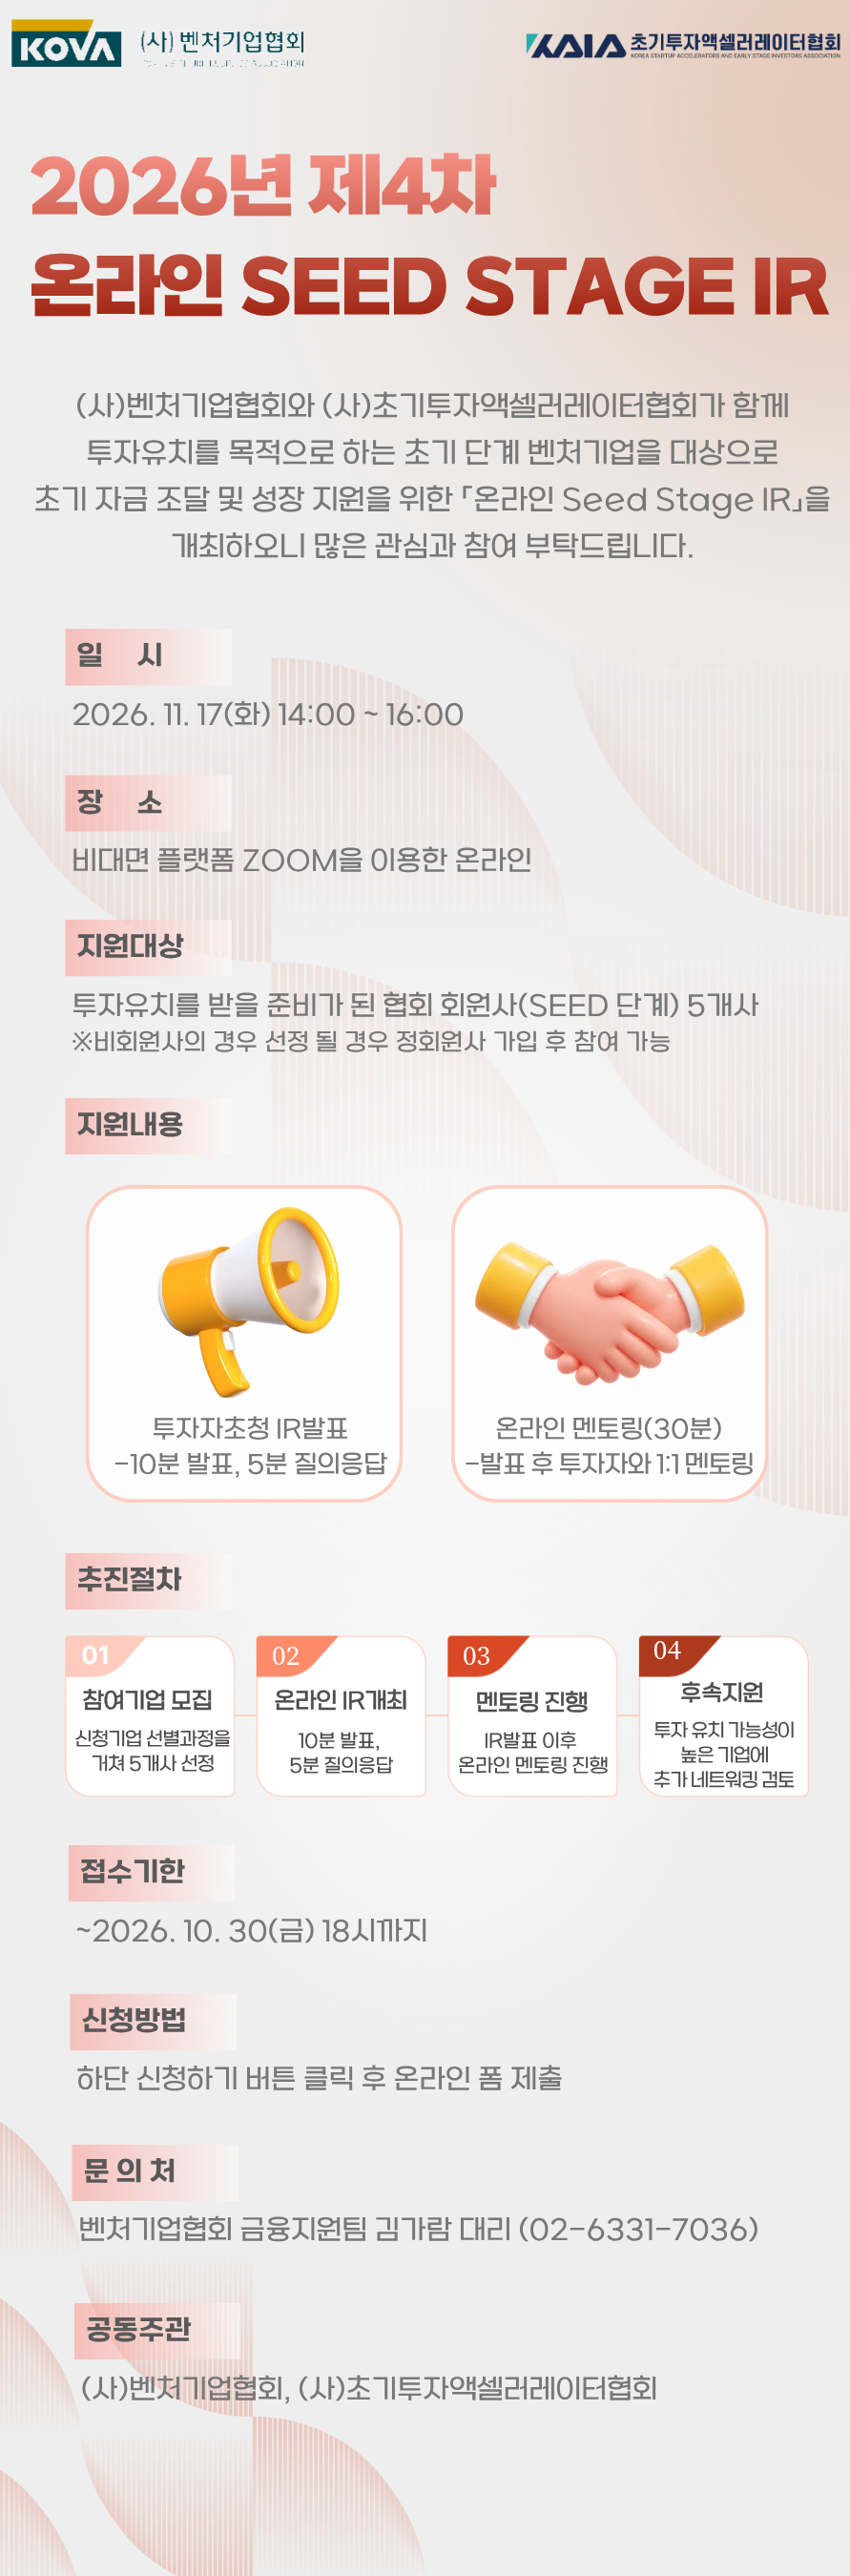 KOVA (사) 벤처기업협회
KAIA 초기투자액셀러레이터협회
KOREA STARTUP ACCELERATORS AND EARLY STAGE INVESTORS ASSOCIATION
2026년 제4차
온라인 SEED STAGE IR
(사)벤처기업협회와 (사)초기투자액셀러레이터협회가 함께
투자유치를 목적으로 하는 초기 단계 벤처기업을 대상으로
초기 자금 조달 및 성장 지원을 위한 「온라인 Seed Stage IR」을
개최하오니 많은 관심과 참여 부탁드립니다.
일 시
2026. 11. 17(화) 14:00 ~ 16:00
장 소
비대면 플랫폼 ZOOM을 이용한 온라인
지원대상
투자유치를 받을 준비가 된 협회 회원사(SEED 단계) 5개사
※비회원사의 경우 선정 될 경우 정회원사 가입 후 참여 가능
지원내용
투자자초청 IR발표
-10분 발표, 5분 질의응답
온라인 멘토링(30분)
-발표 후 투자자와 1:1 멘토링
추진절차
01
참여기업 모집
신청기업 선별과정을
거쳐 5개사 선정
02
온라인 IR개최
10분 발표,
5분 질의응답
03
멘토링 진행
IR발표 이후
온라인 멘토링 진행
04
후속지원
투자 유치 가능성이
높은 기업에
추가 네트워킹 검토
접수기한
~2026. 10. 30(금) 18시까지
신청방법
하단 신청하기 버튼 클릭 후 온라인 폼 제출
문 의 처
벤처기업협회 금융지원팀 김가람 대리 (02-6331-7036)
공동주관
(사)벤처기업협회, (사)초기투자액셀러레이터협회